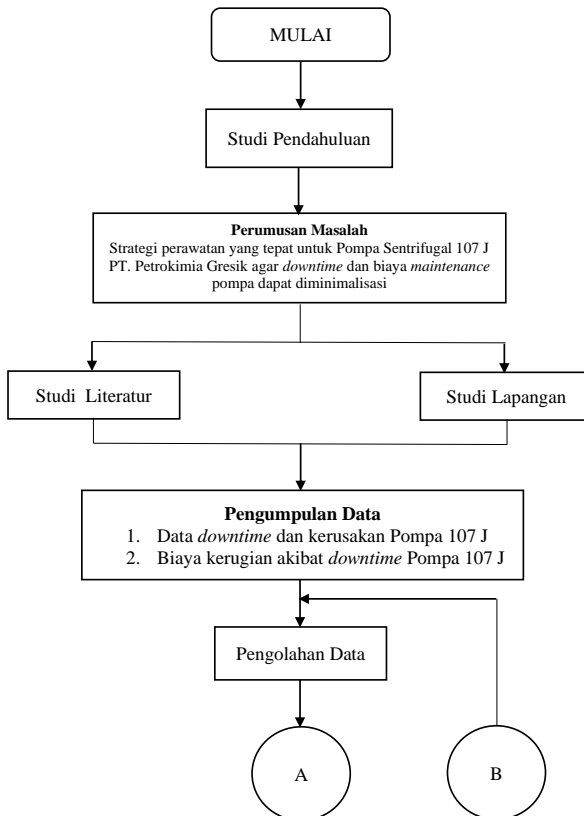 MULAI
Studi Pendahuluan
Perumusan Masalah
Strategi perawatan yang tepat untuk Pompa Sentrifugal 107 J
PT. Petrokimia Gresik agar downtime dan biaya maintenance
pompa dapat diminimalisasi
Studi Literatur
Studi Lapangan
Pengumpulan Data
1. Data downtime dan kerusakan Pompa 107 J
2. Biaya kerugian akibat downtime Pompa 107 J
Pengolahan Data
A
B